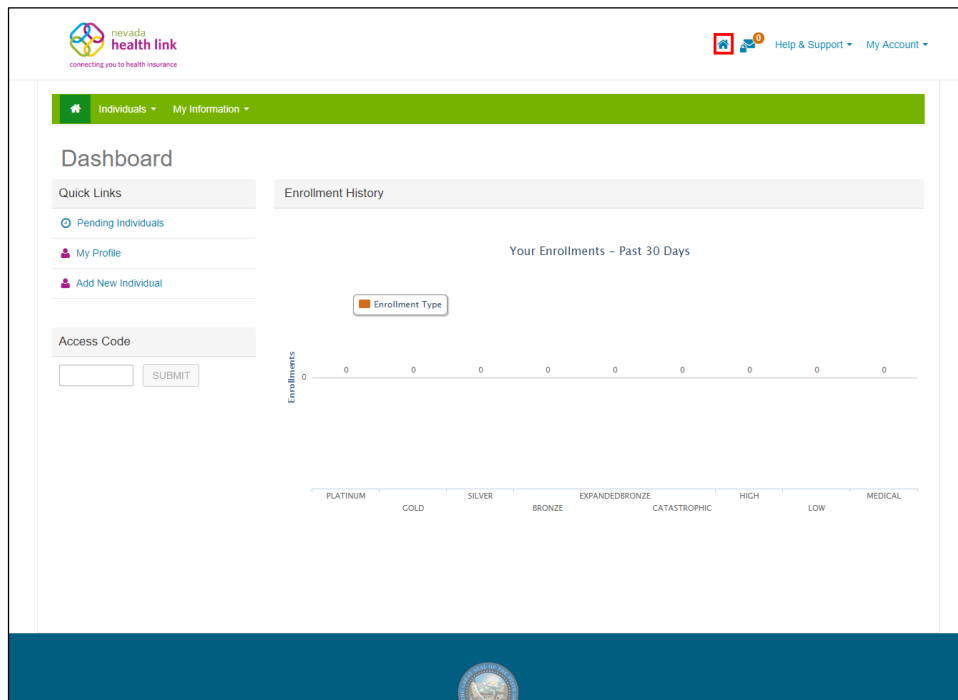 nevada
health link
connecting you to health insurance
0
Help & Support
My Account
Individuals
My Information
Dashboard
Quick Links
Pending Individuals
My Profile
Add New Individual
Access Code
SUBMIT
Enrollment History
Your Enrollments – Past 30 Days
Enrollment Type
Enrollments
0
0 0 0 0 0 0 0 0 0
PLATINUM SILVER EXPANDEDBRONZE HIGH MEDICAL
GOLD BRONZE CATASTROPHIC LOW